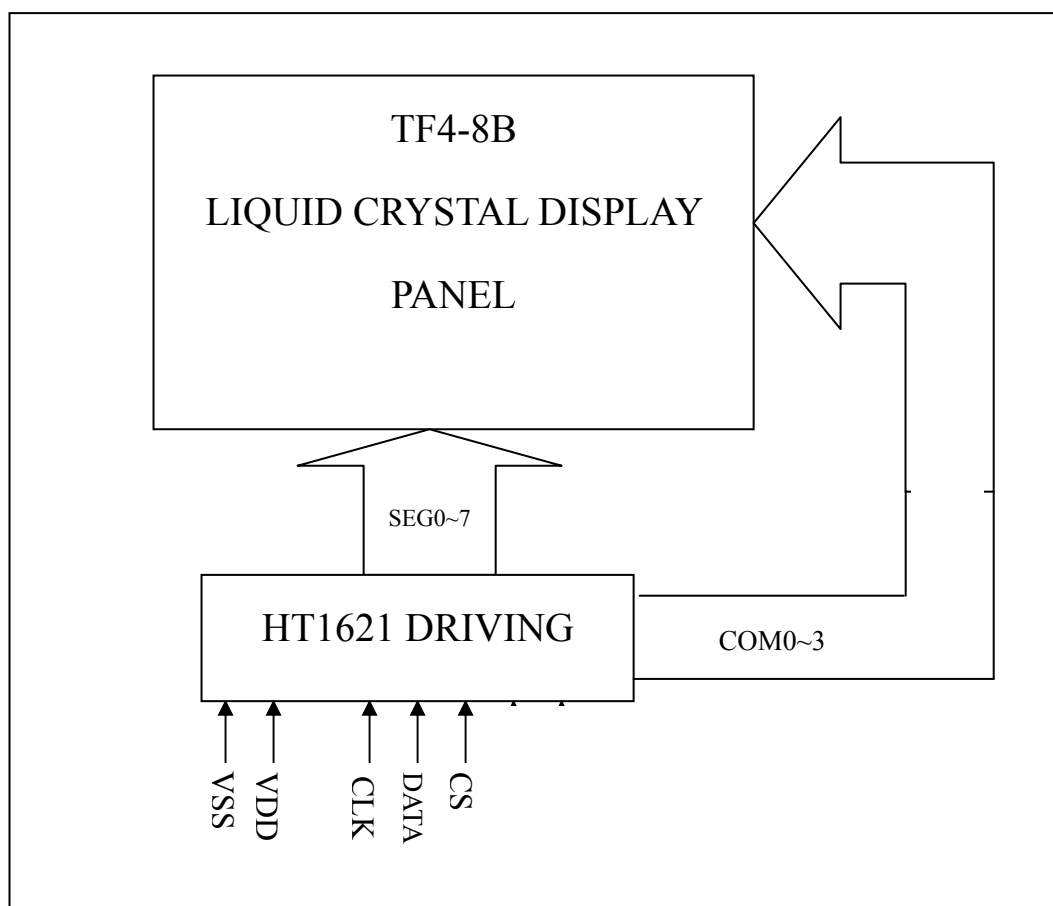 TF4-8B
LIQUID CRYSTAL DISPLAY
PANEL
SEG0~7
HT1621 DRIVING
COM0~3
VSS
VDD
CLK
DATA
CS